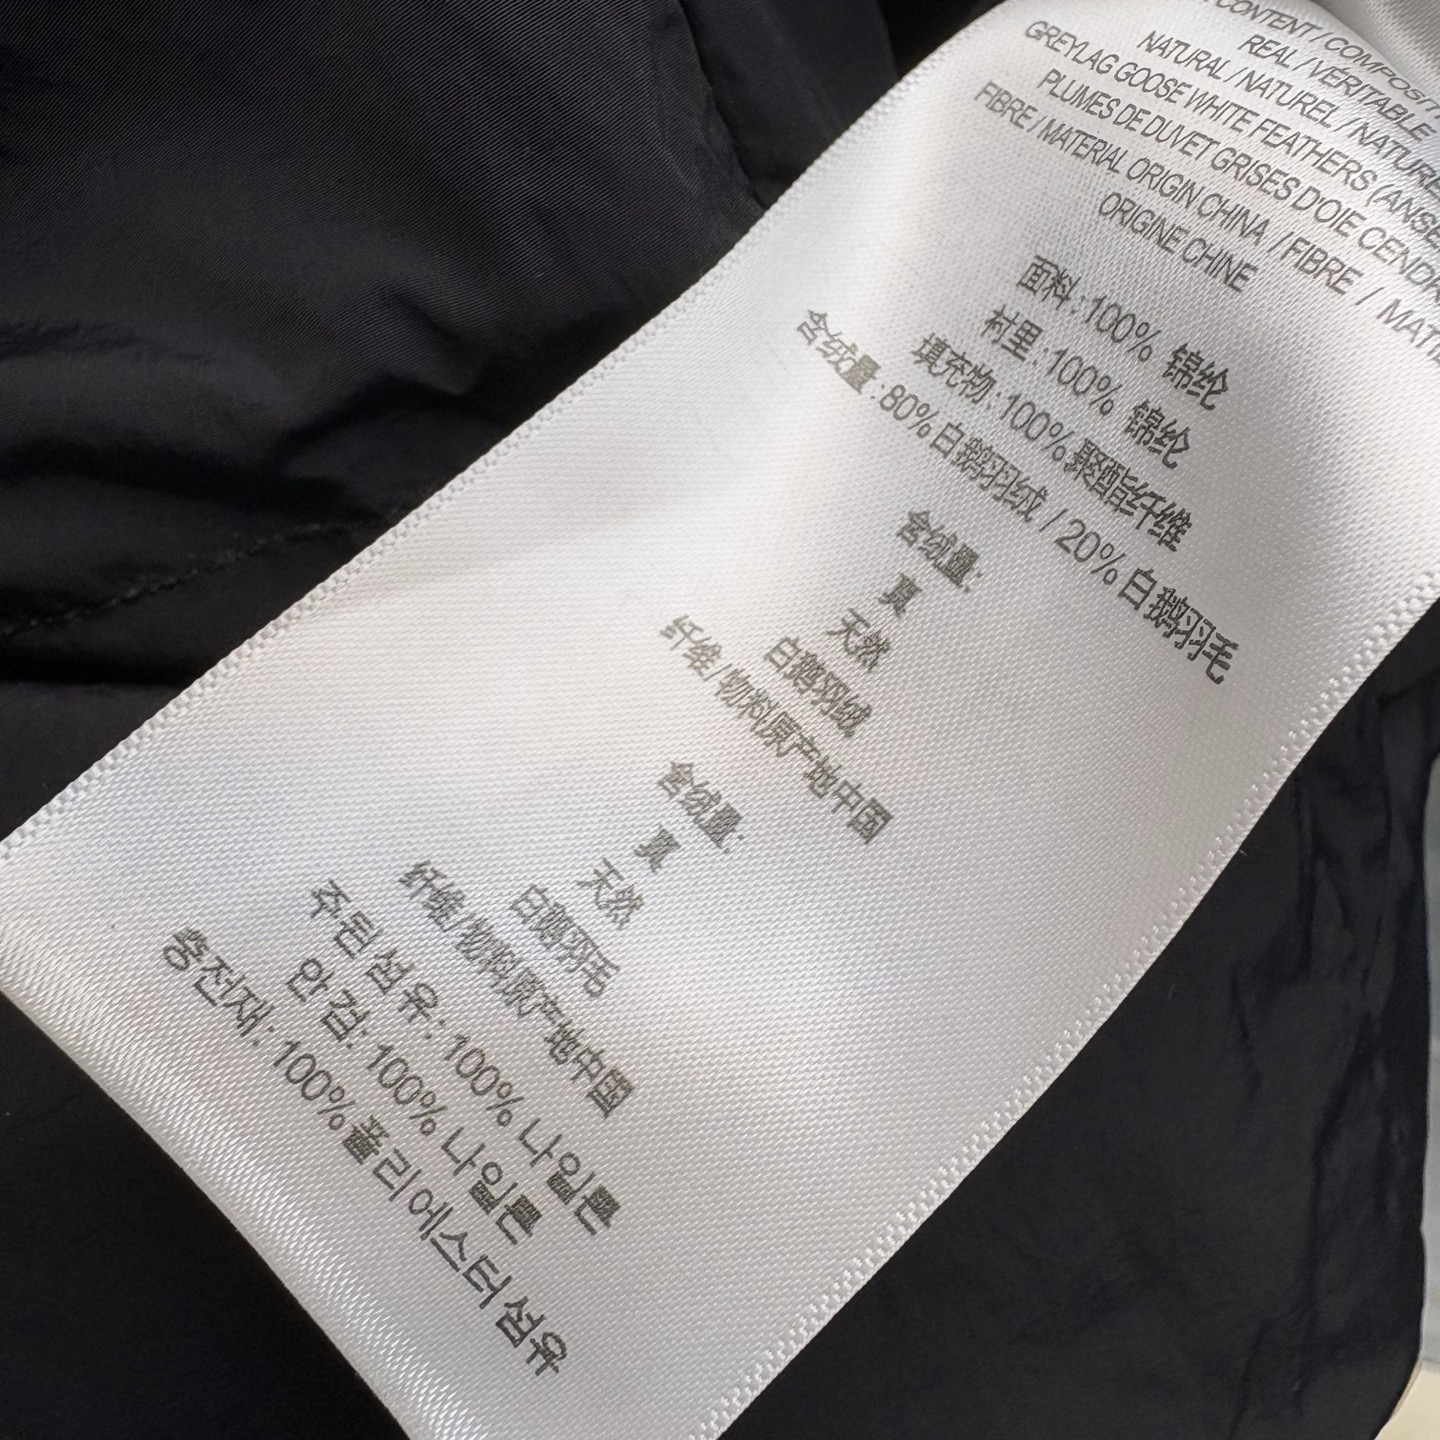 CONTENT / COMPOSIT
REAL / VERITABLE
NATURAL / NATUREL / NATURE
GREYLAG GOOSE WHITE FEATHERS (ANSE
PLUMES DE DUVET GRISES D'OIE CENDR
FIBRE / MATERIAL ORIGIN CHINA / FIBRE / MATI
ORIGINE CHINE
面料 : 100% 锦纶
衬里 : 100% 锦纶
填充物 : 100%聚酯纤维
含绒量 : 80%白鹅羽绒 / 20%白鹅羽毛
含绒量:
真
天然
白鹅羽绒
纤维/物料原产地中国
含绒量:
真
天然
白鹅羽毛
纤维/物料原产地中国
주된 섬유: 100% 나일론
안검: 100% 나일론
충전재: 100%폴리에스터 섬유